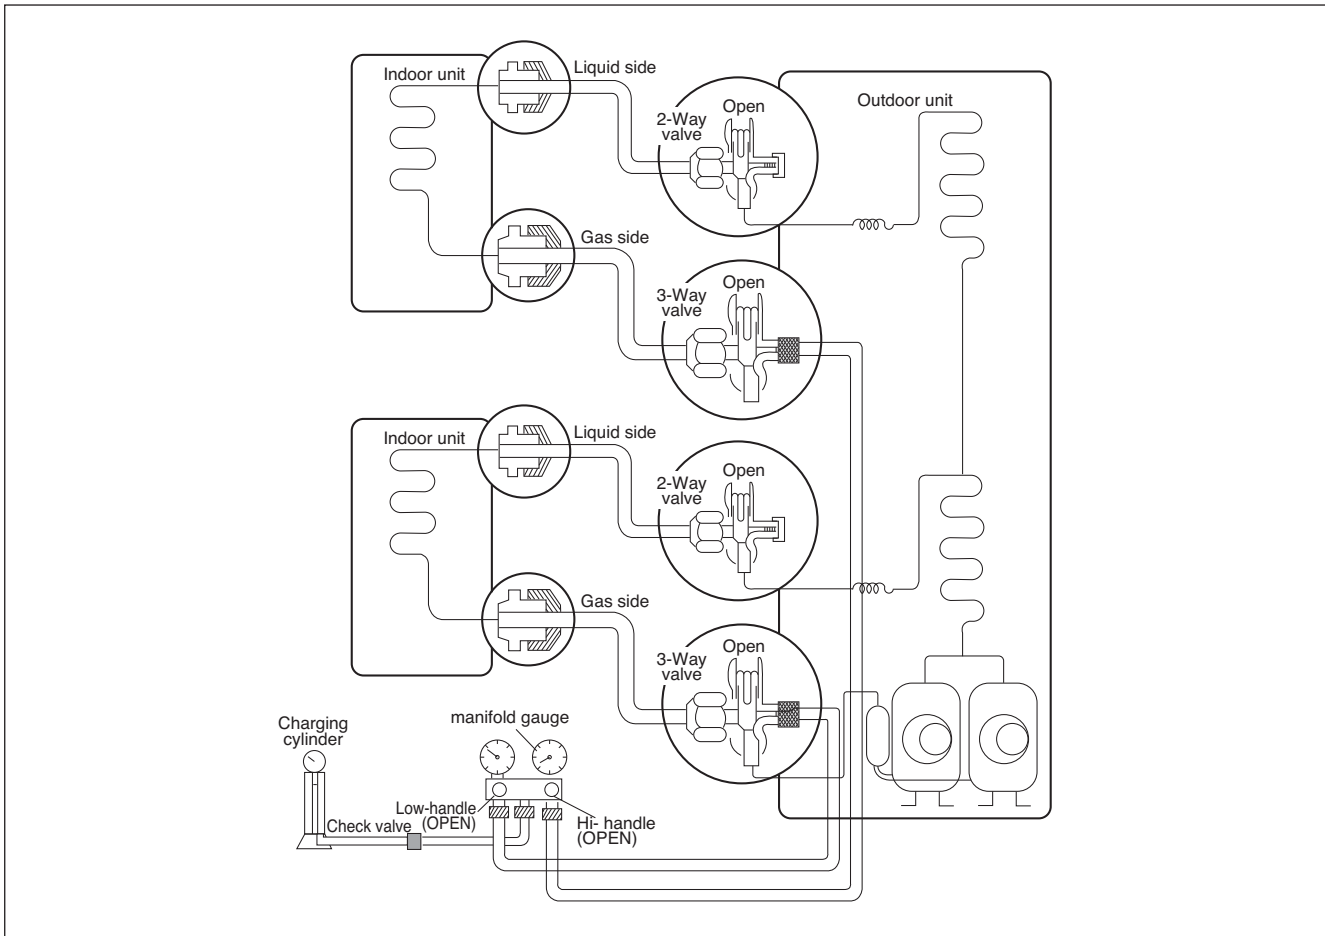 Indoor unit
Liquid side
2-Way
valve
Open
Outdoor unit
Gas side
3-Way
valve
Open
Indoor unit
Liquid side
2-Way
valve
Open
Gas side
3-Way
valve
Open
Charging
cylinder
manifold gauge
Low-handle
(OPEN)
Check valve
Hi- handle
(OPEN)